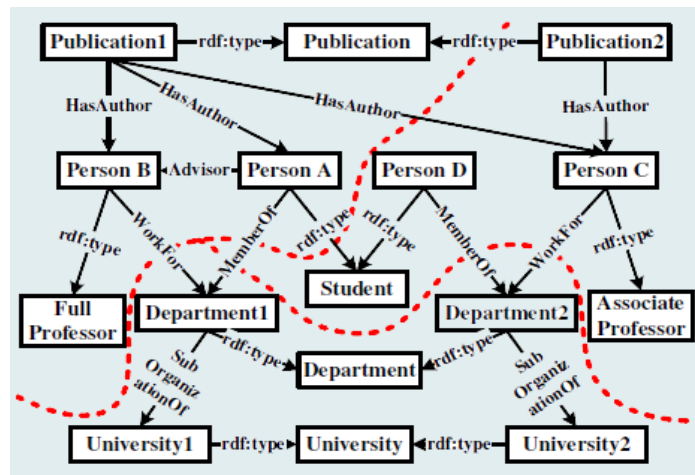 Publication1 rdf:type Publication rdf:type Publication2
HasAuthor HasAuthor HasAuthor HasAuthor
Person B Advisor Person A Person D Person C
rdf:type WorkFor MemberOf rdf:type rdf:type MemberOf WorkFor rdf:type
Full
Professor
Department1
Student
Department2
Associate
Professor
Sub
Organiz
ationOf
rdf:type Department rdf:type
Sub
Organiz
ationOf
University1 rdf:type University rdf:type University2